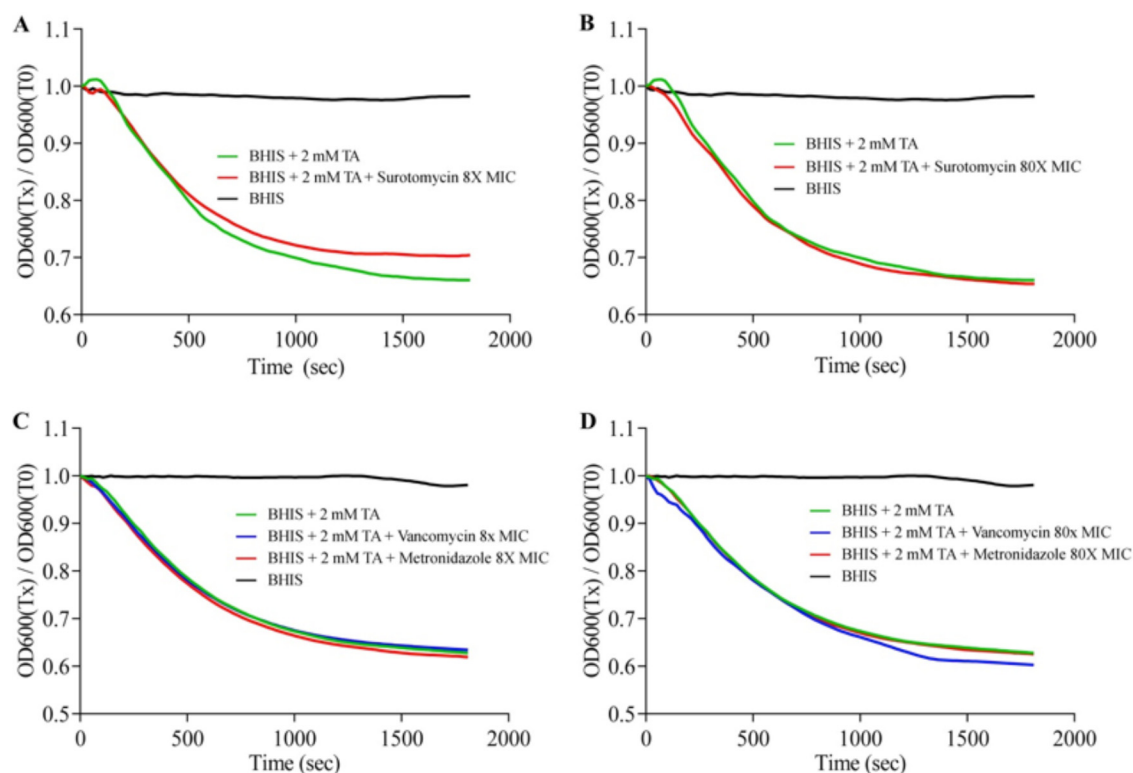 A
1.1
1.0
0.9
0.8
0.7
0.6
OD600(Tx) / OD600(T0)
BHIS + 2 mM TA
BHIS + 2 mM TA + Surotomycin 8X MIC
BHIS
0 500 1000 1500 2000
Time (sec)
B
1.1
1.0
0.9
0.8
0.7
0.6
OD600(Tx) / OD600(T0)
BHIS + 2 mM TA
BHIS + 2 mM TA + Surotomycin 80X MIC
BHIS
0 500 1000 1500 2000
Time (sec)
C
1.1
1.0
0.9
0.8
0.7
0.6
0.5
OD600(Tx) / OD600(T0)
BHIS + 2 mM TA
BHIS + 2 mM TA + Vancomycin 8x MIC
BHIS + 2 mM TA + Metronidazole 8X MIC
BHIS
0 500 1000 1500 2000
Time (sec)
D
1.1
1.0
0.9
0.8
0.7
0.6
0.5
OD600(Tx) / OD600(T0)
BHIS + 2 mM TA
BHIS + 2 mM TA + Vancomycin 80x MIC
BHIS + 2 mM TA + Metronidazole 80X MIC
BHIS
0 500 1000 1500 2000
Time (sec)